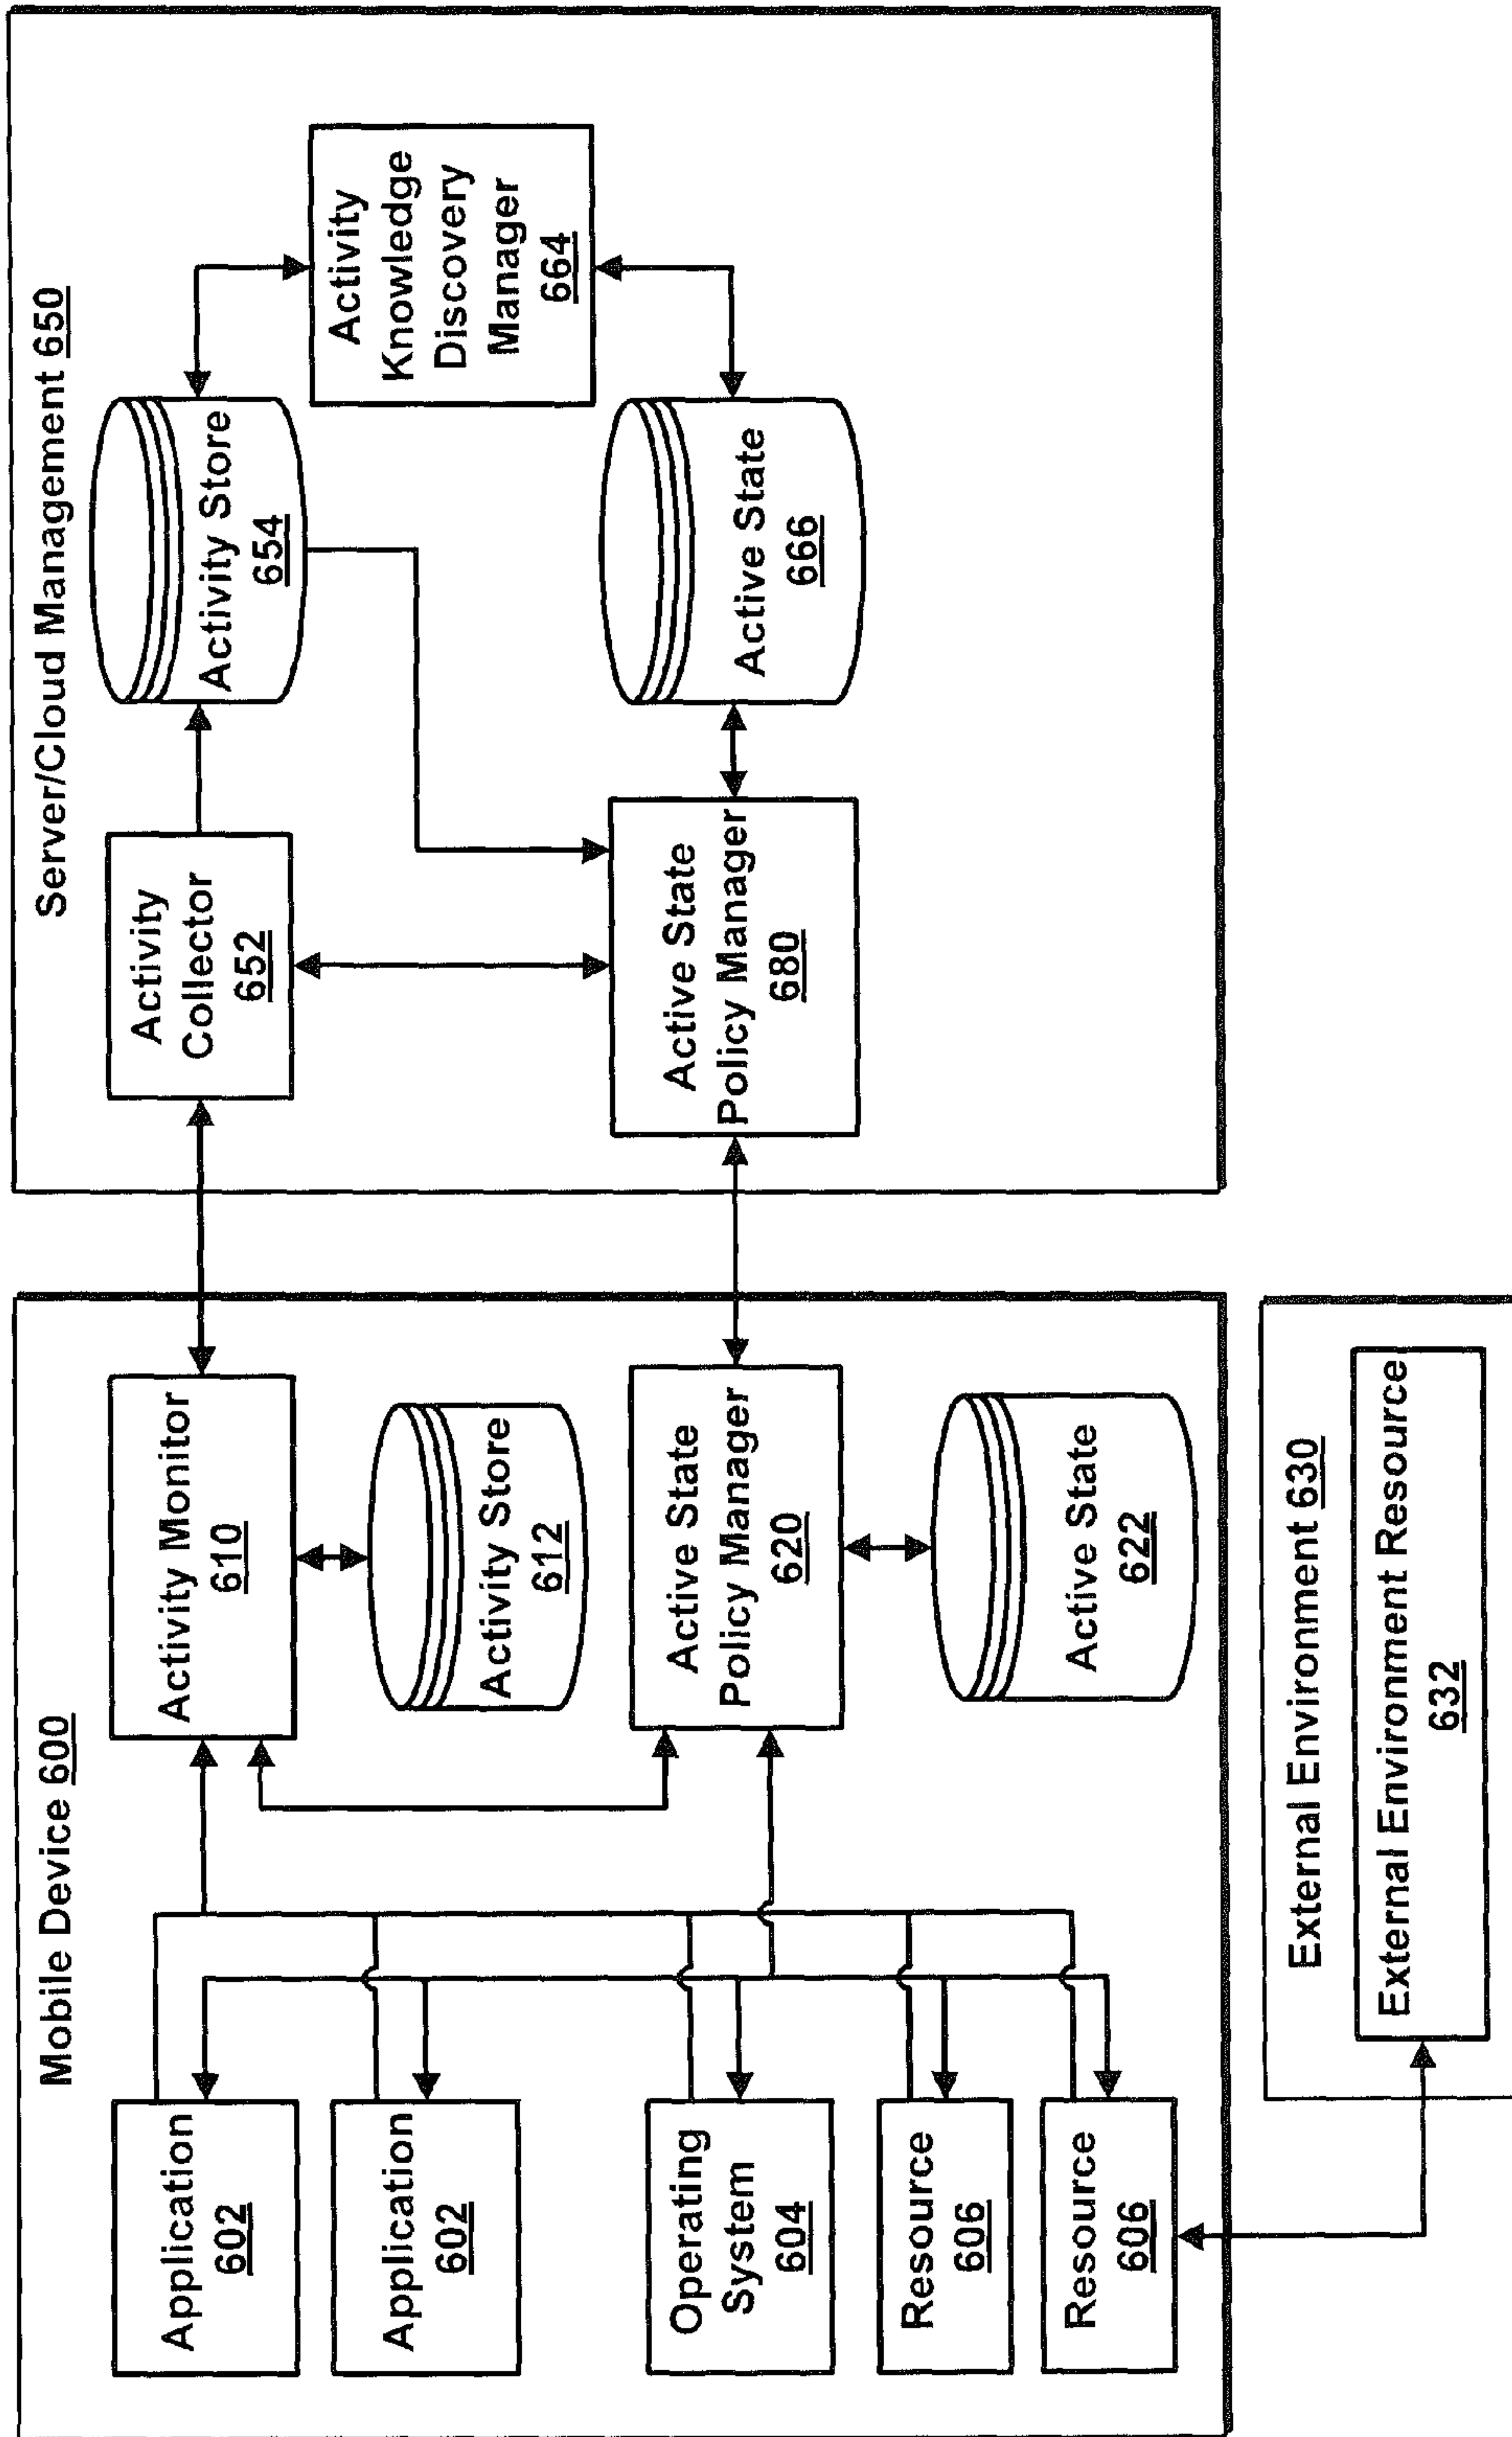 Mobile Device 600
Application
602
Application
602
Operating
System
604
Resource
606
Resource
606
Activity Monitor
610
Activity Store
612
Active State
Policy Manager
620
Active State
622
External Environment 630
External Environment Resource
632
Server/Cloud Management 650
Activity
Collector
652
Activity Store
654
Activity
Knowledge
Discovery
Manager
664
Active State
Policy Manager
680
Active State
666